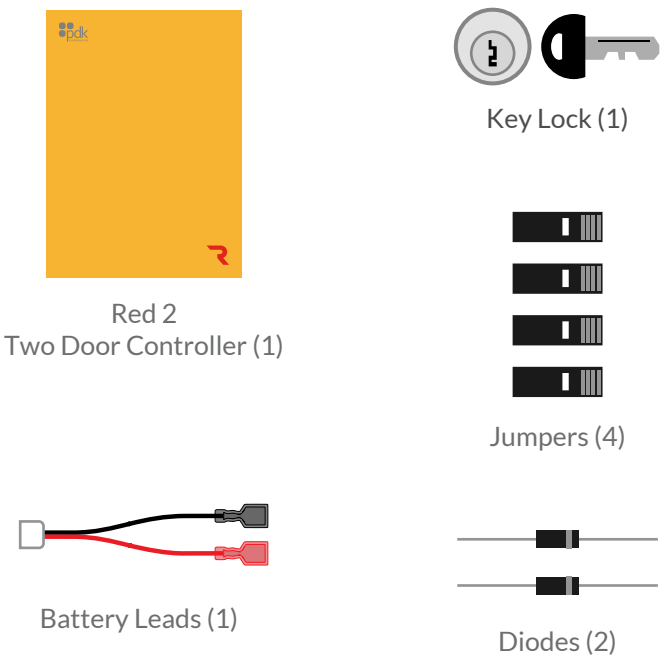 pdk
Red 2
Two Door Controller (1)
Key Lock (1)
Jumpers (4)
Battery Leads (1)
Diodes (2)